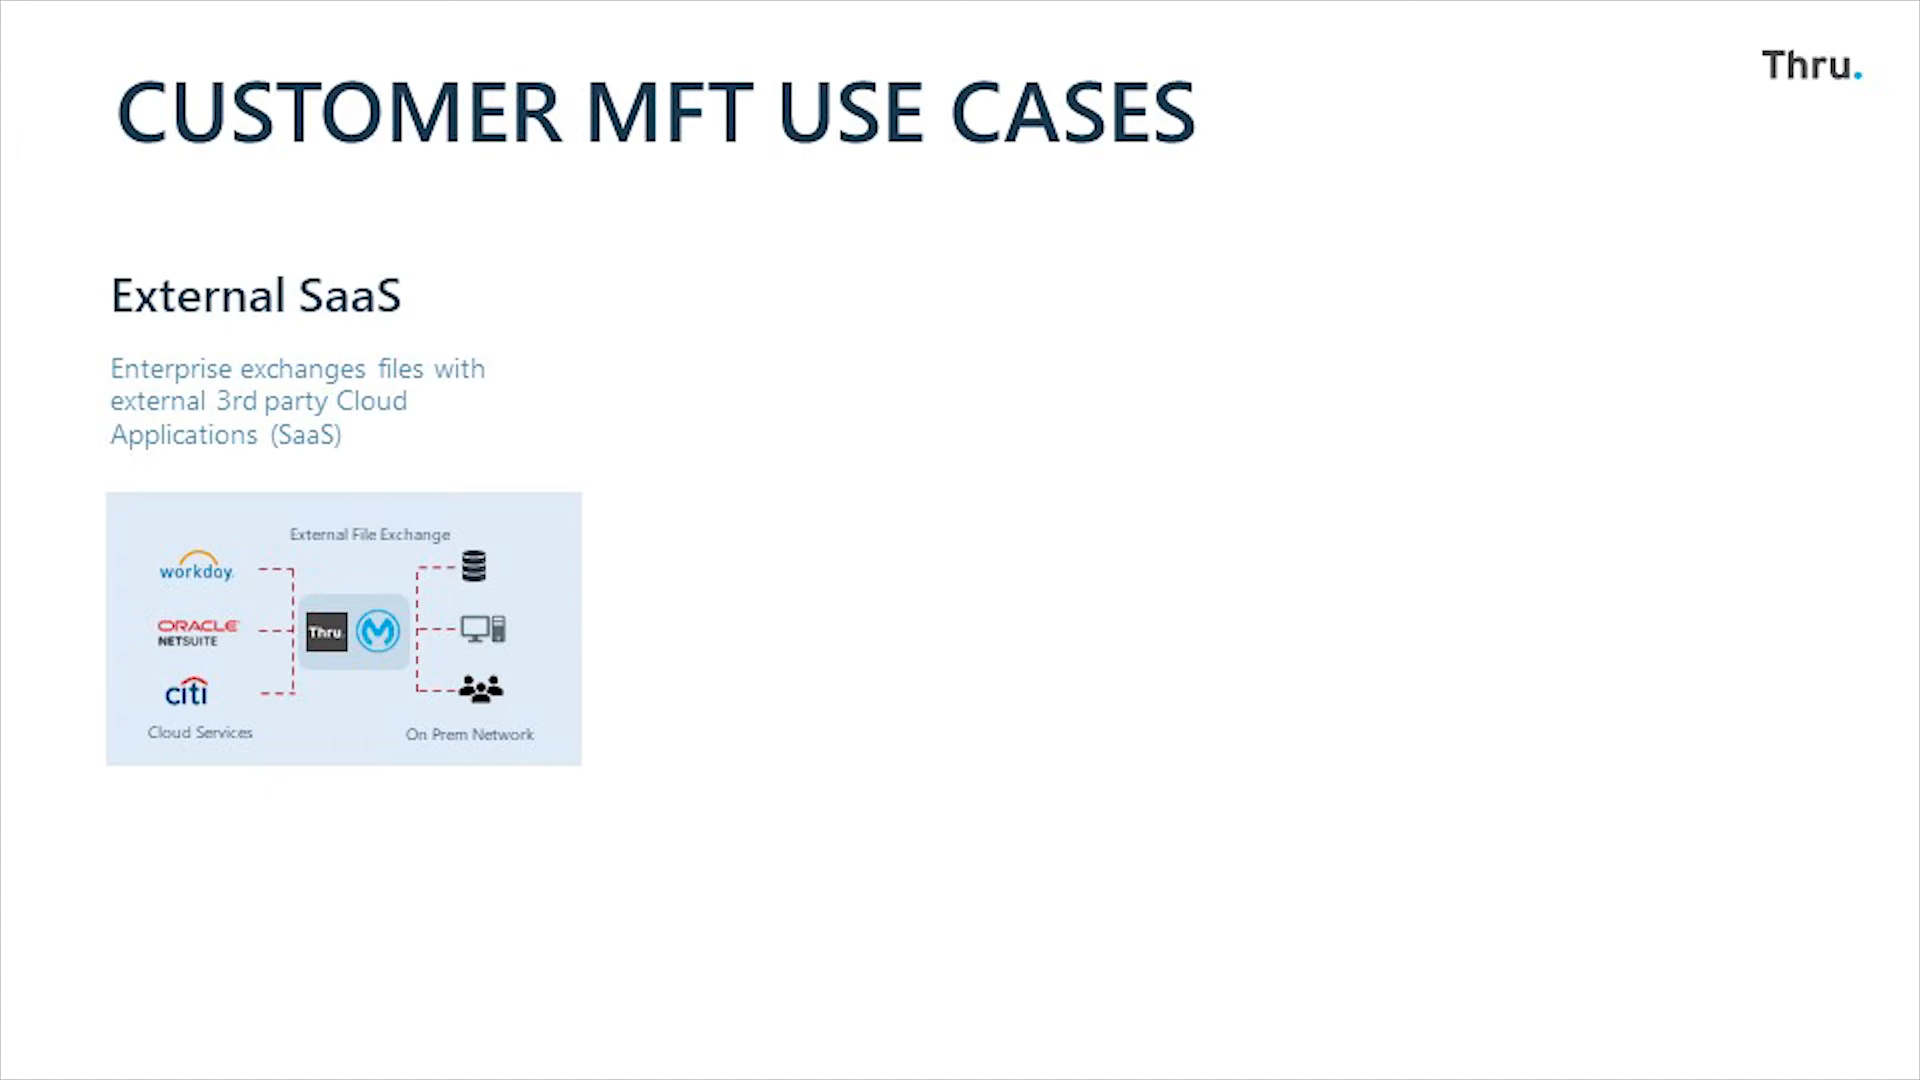 Thru.
CUSTOMER MFT USE CASES
External SaaS
Enterprise exchanges files with
external 3rd party Cloud
Applications (SaaS)
External File Exchange
workday.
ORACLE
NETSUITE
Thru
citi
Cloud Services
On Prem Network